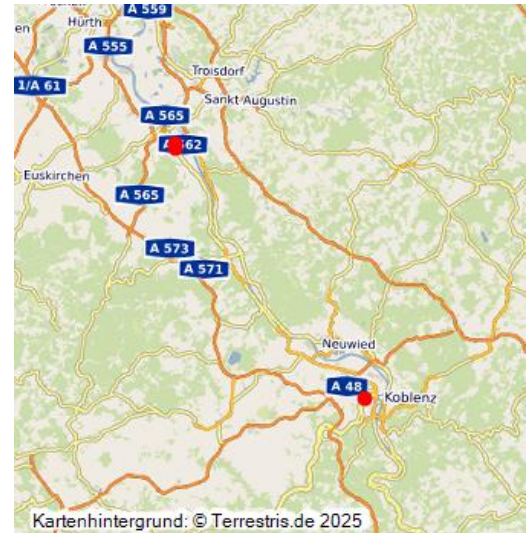 A 559
Hürth
A 555
Troisdorf
1/A 61
Sankt Augustin
A 565
A 562
Euskirchen
A 565
A 573
A 571
Neuwied
A 48
Koblenz
Kartenhintergrund: © Terrestris.de 2025